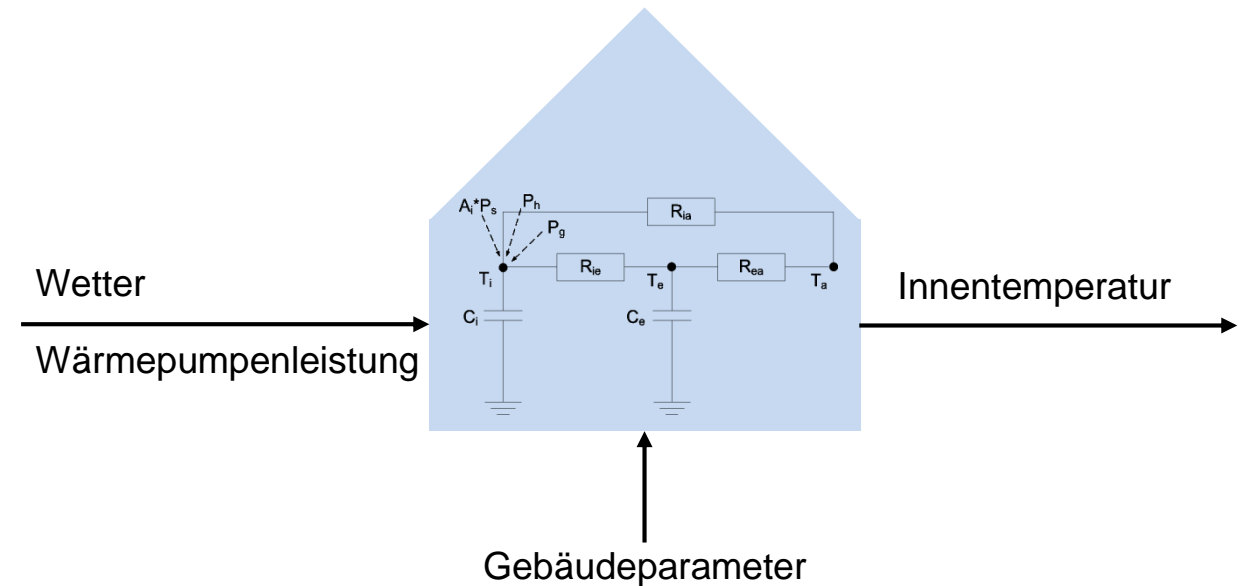 A_i*P_s
P_h
P_g
R_ia
T_i
R_ie
T_e
R_ea
T_a
C_i
C_e
Wetter
Wärmepumpenleistung
Innentemperatur
Gebäudeparameter